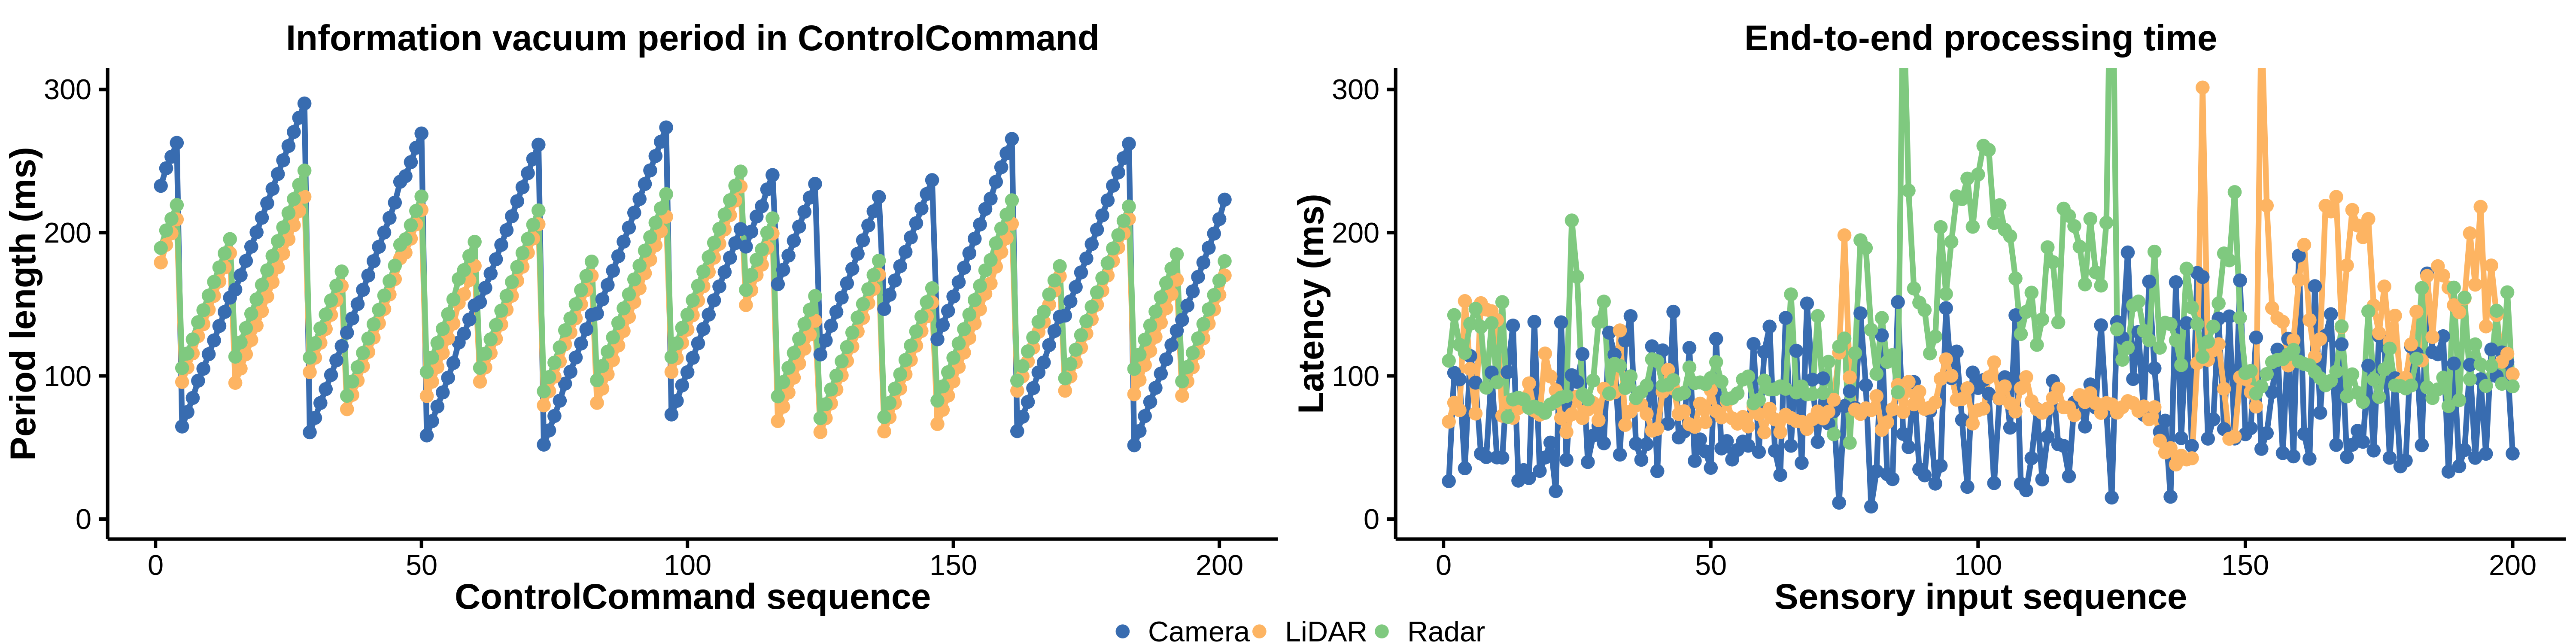 Information vacuum period in ControlCommand
Period length (ms)
300
200
100
0
0 50 100 150 200
ControlCommand sequence
End-to-end processing time
Latency (ms)
300
200
100
0
0 50 100 150 200
Sensory input sequence
Camera LiDAR Radar